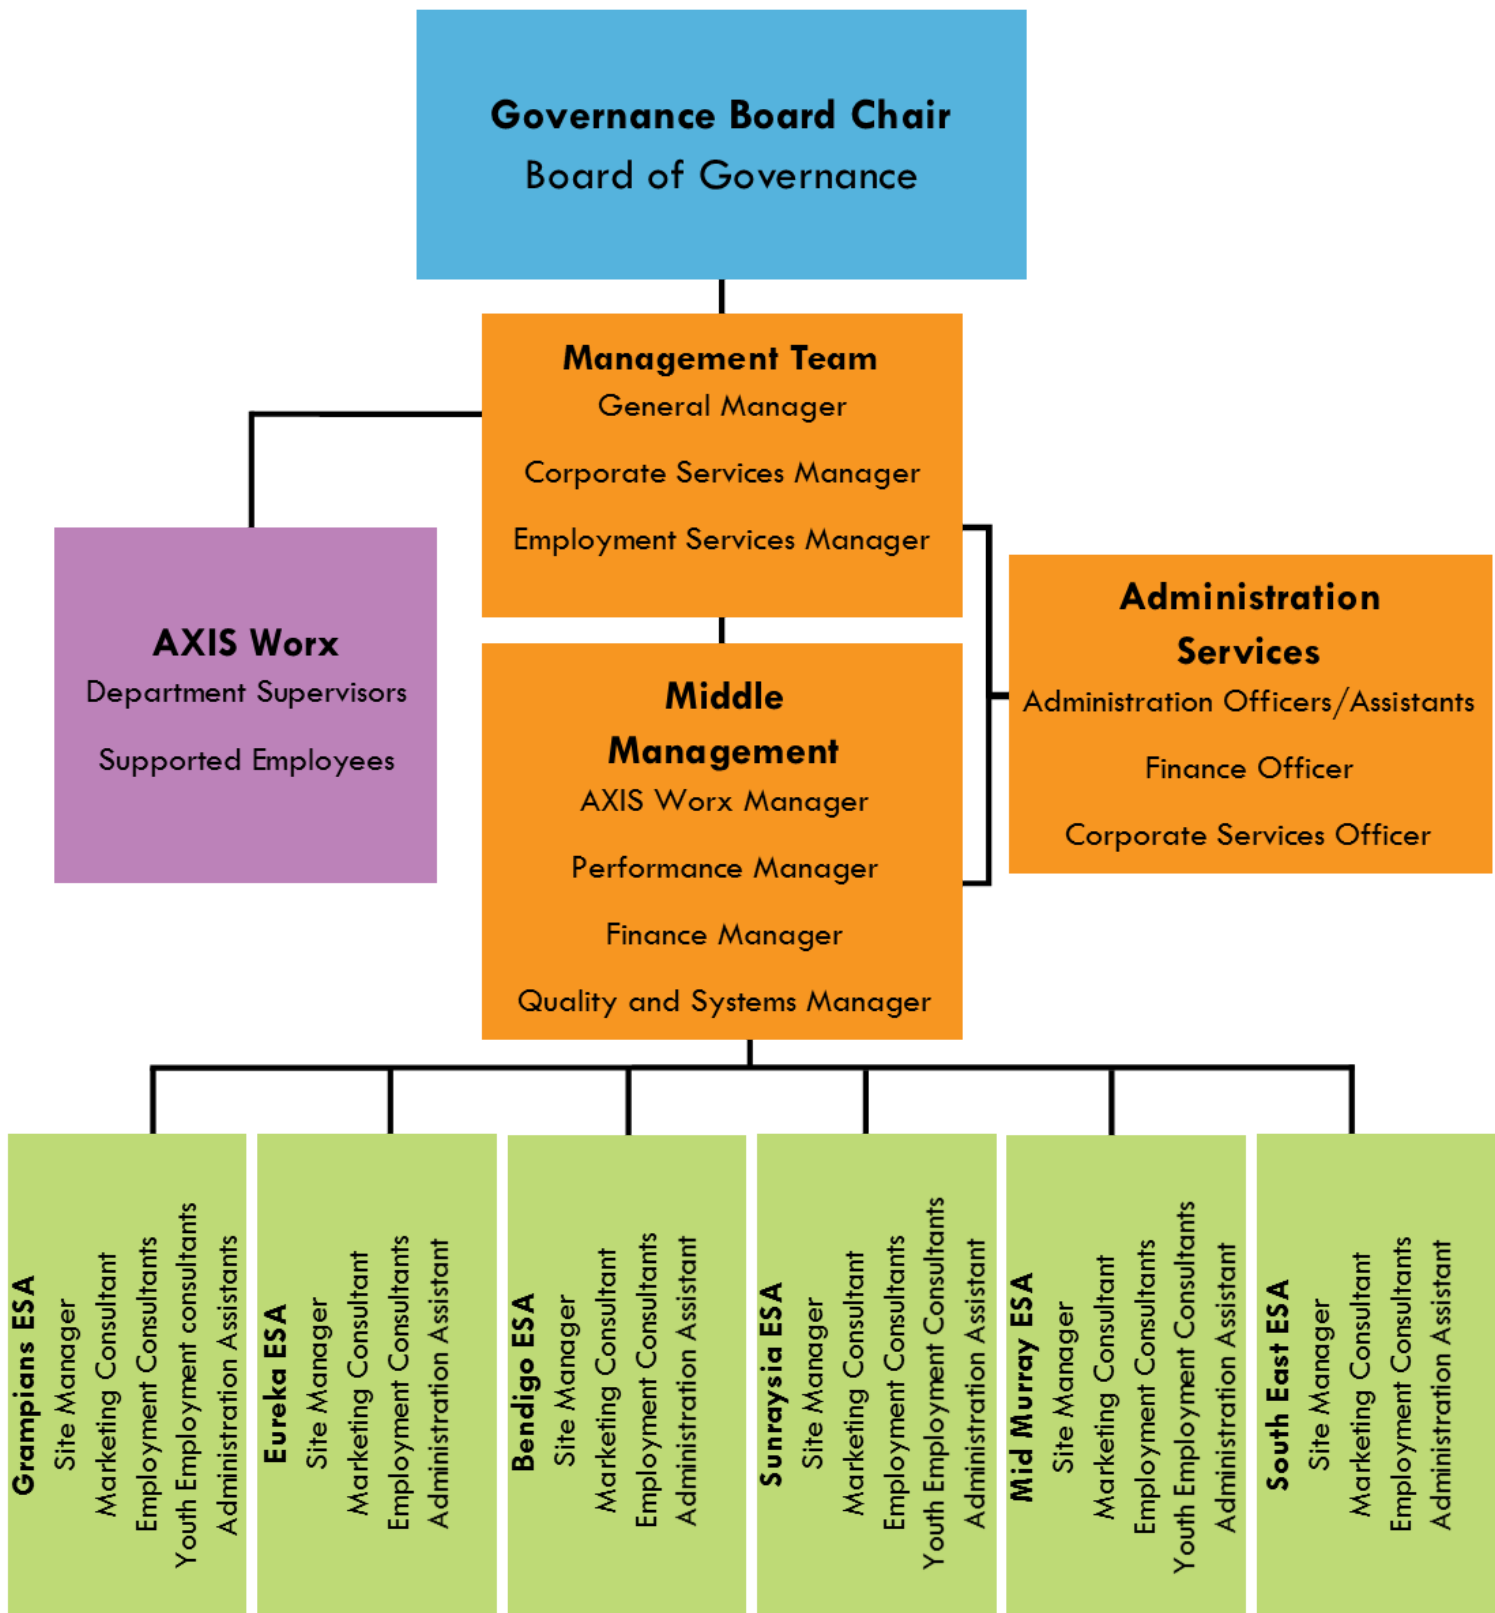 Governance Board Chair
Board of Governance
Management Team
General Manager
Corporate Services Manager
Employment Services Manager
AXIS Worx
Department Supervisors
Supported Employees
Middle
Management
AXIS Worx Manager
Performance Manager
Finance Manager
Quality and Systems Manager
Administration
Services
Administration Officers/Assistants
Finance Officer
Corporate Services Officer
Grampians ESA
Site Manager
Marketing Consultant
Employment Consultants
Youth Employment consultants
Administration Assistants
Eureka ESA
Site Manager
Marketing Consultant
Employment Consultants
Administration Assistant
Bendigo ESA
Site Manager
Marketing Consultant
Employment Consultants
Administration Assistant
Sunraysia ESA
Site Manager
Marketing Consultant
Employment Consultants
Youth Employment Consultants
Administration Assistant
Mid Murray ESA
Site Manager
Marketing Consultant
Employment Consultants
Youth Employment Consultants
Administration Assistant
South East ESA
Site Manager
Marketing Consultant
Employment Consultants
Administration Assistant